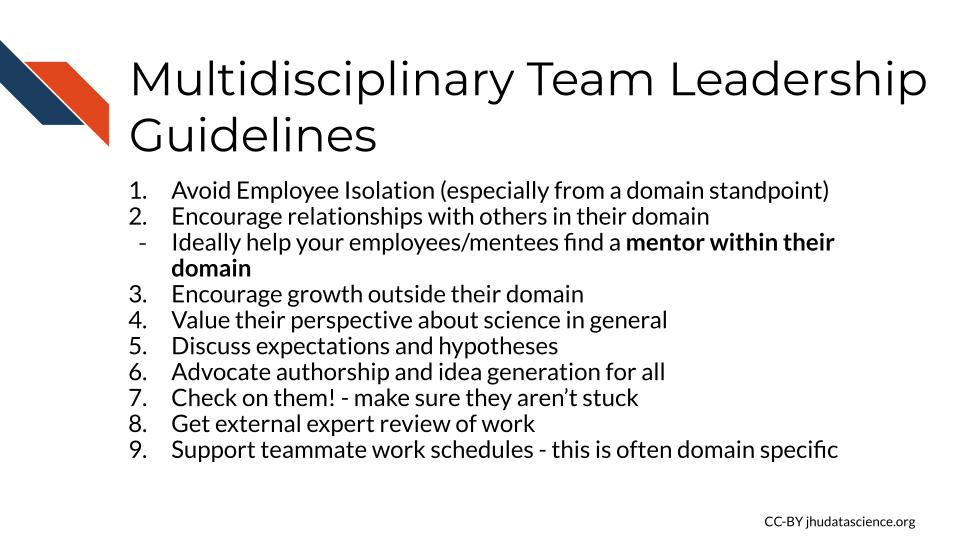 Multidisciplinary Team Leadership
Guidelines
1. Avoid Employee Isolation (especially from a domain standpoint)
2. Encourage relationships with others in their domain
- Ideally help your employees/mentees find a mentor within their
domain
3. Encourage growth outside their domain
4. Value their perspective about science in general
5. Discuss expectations and hypotheses
6. Advocate authorship and idea generation for all
7. Check on them! - make sure they aren’t stuck
8. Get external expert review of work
9. Support teammate work schedules - this is often domain specific
CC-BY jhudatascience.org